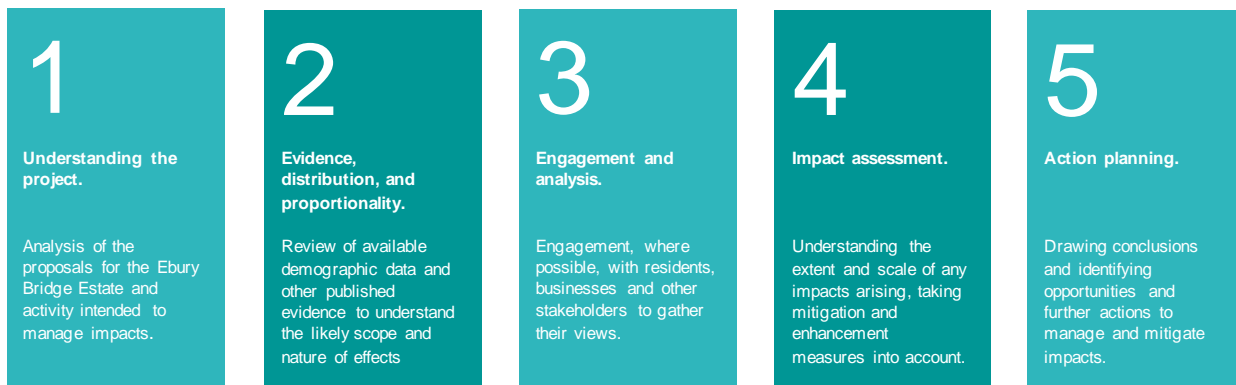 1
Understanding the
project.
Analysis of the
proposals for the Ebury
Bridge Estate and
activity intended to
manage impacts.
2
Evidence,
distribution, and
proportionality.
Review of available
demographic data and
other published
evidence to understand
the likely scope and
nature of effects
3
Engagement and
analysis.
Engagement, where
possible, with residents,
businesses and other
stakeholders to gather
their views.
4
Impact assessment.
Understanding the
extent and scale of any
impacts arising, taking
mitigation and
enhancement
measures into account.
5
Action planning.
Drawing conclusions
and identifying
opportunities and
further actions to
manage and mitigate
impacts.